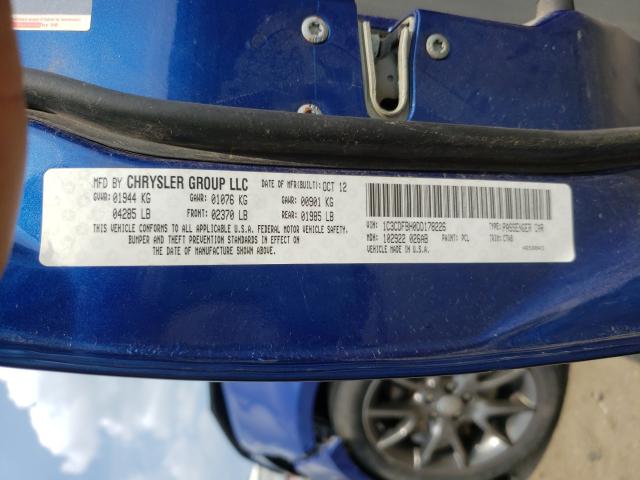 MFD BY CHRYSLER GROUP LLC DATE OF MFR(BUILT): OCT 12
GVWR: 01944 KG GAWR: 01076 KG GAWR: 00901 KG
04285 LB FRONT: 02370 LB REAR: 01985 LB
THIS VEHICLE CONFORMS TO ALL APPLICABLE U.S.A. FEDERAL MOTOR VEHICLE SAFETY,
BUMPER AND THEFT PREVENTION STANDARDS IN EFFECT ON
THE DATE OF MANUFACTURE SHOWN ABOVE.
VIN: 1C3CDFBH0DD178226 TYPE: PASSENGER CAR
MDH: 102922 026AB PAINT: PCL TRIM: CTAB
VEHICLE MADE IN U.S.A.